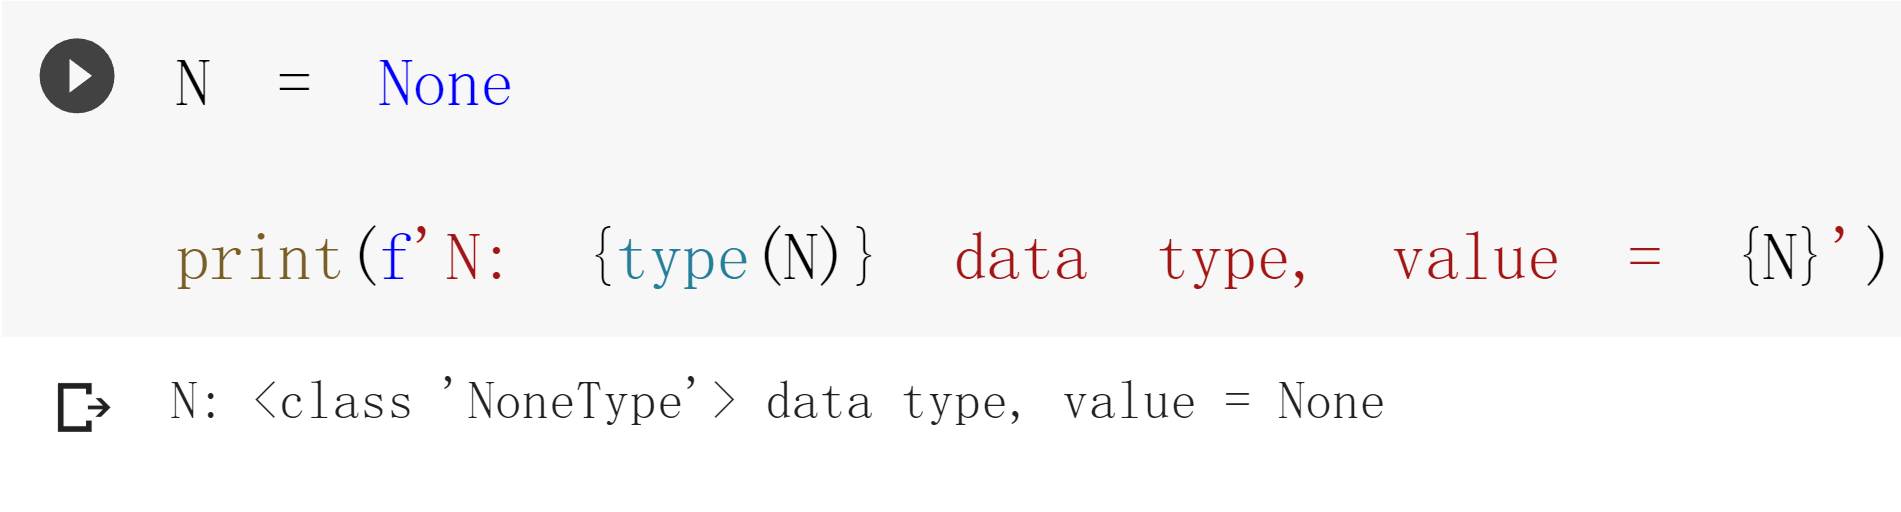 N = None
print(f'N: {type(N)} data type, value = {N}')
N: <class 'NoneType'> data type, value = None